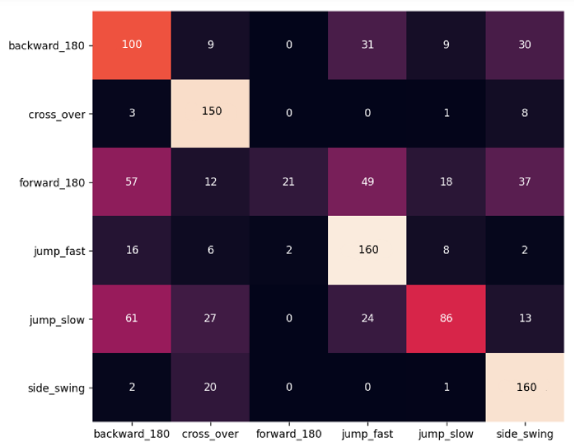 backward_180 100 9 0 31 9 30
cross_over 3 150 0 0 1 8
forward_180 57 12 21 49 18 37
jump_fast 16 6 2 160 8 2
jump_slow 61 27 0 24 86 13
side_swing 2 20 0 0 1 160
backward_180 cross_over forward_180 jump_fast jump_slow side_swing